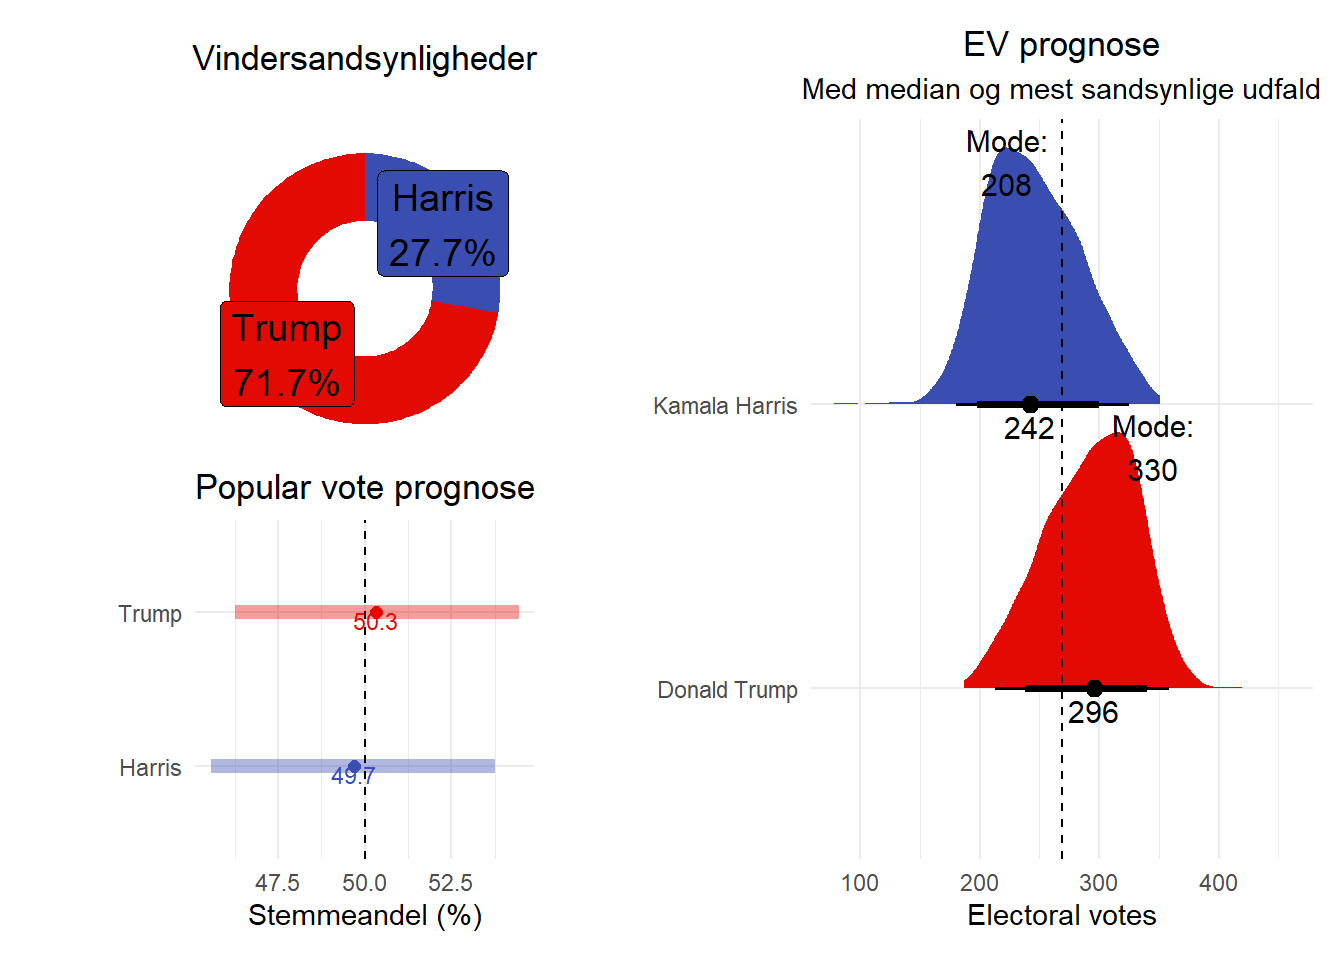 Vindersandsynligheder
Harris
27.7%
Trump
71.7%
Popular vote prognose
Trump
50.3
Harris
49.7
47.5 50.0 52.5
Stemmeandel (%)
EV prognose
Med median og mest sandsynlige udfald
Mode:
208
Kamala Harris
242
Mode:
330
Donald Trump
296
100 200 300 400
Electoral votes